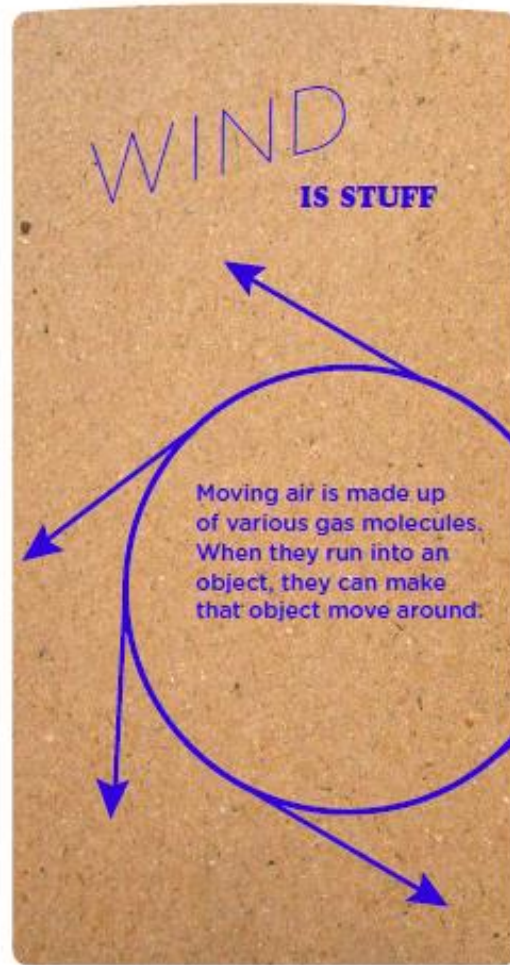 WIND
IS STUFF
Moving air is made up
of various gas molecules.
When they run into an
object, they can make
that object move around.